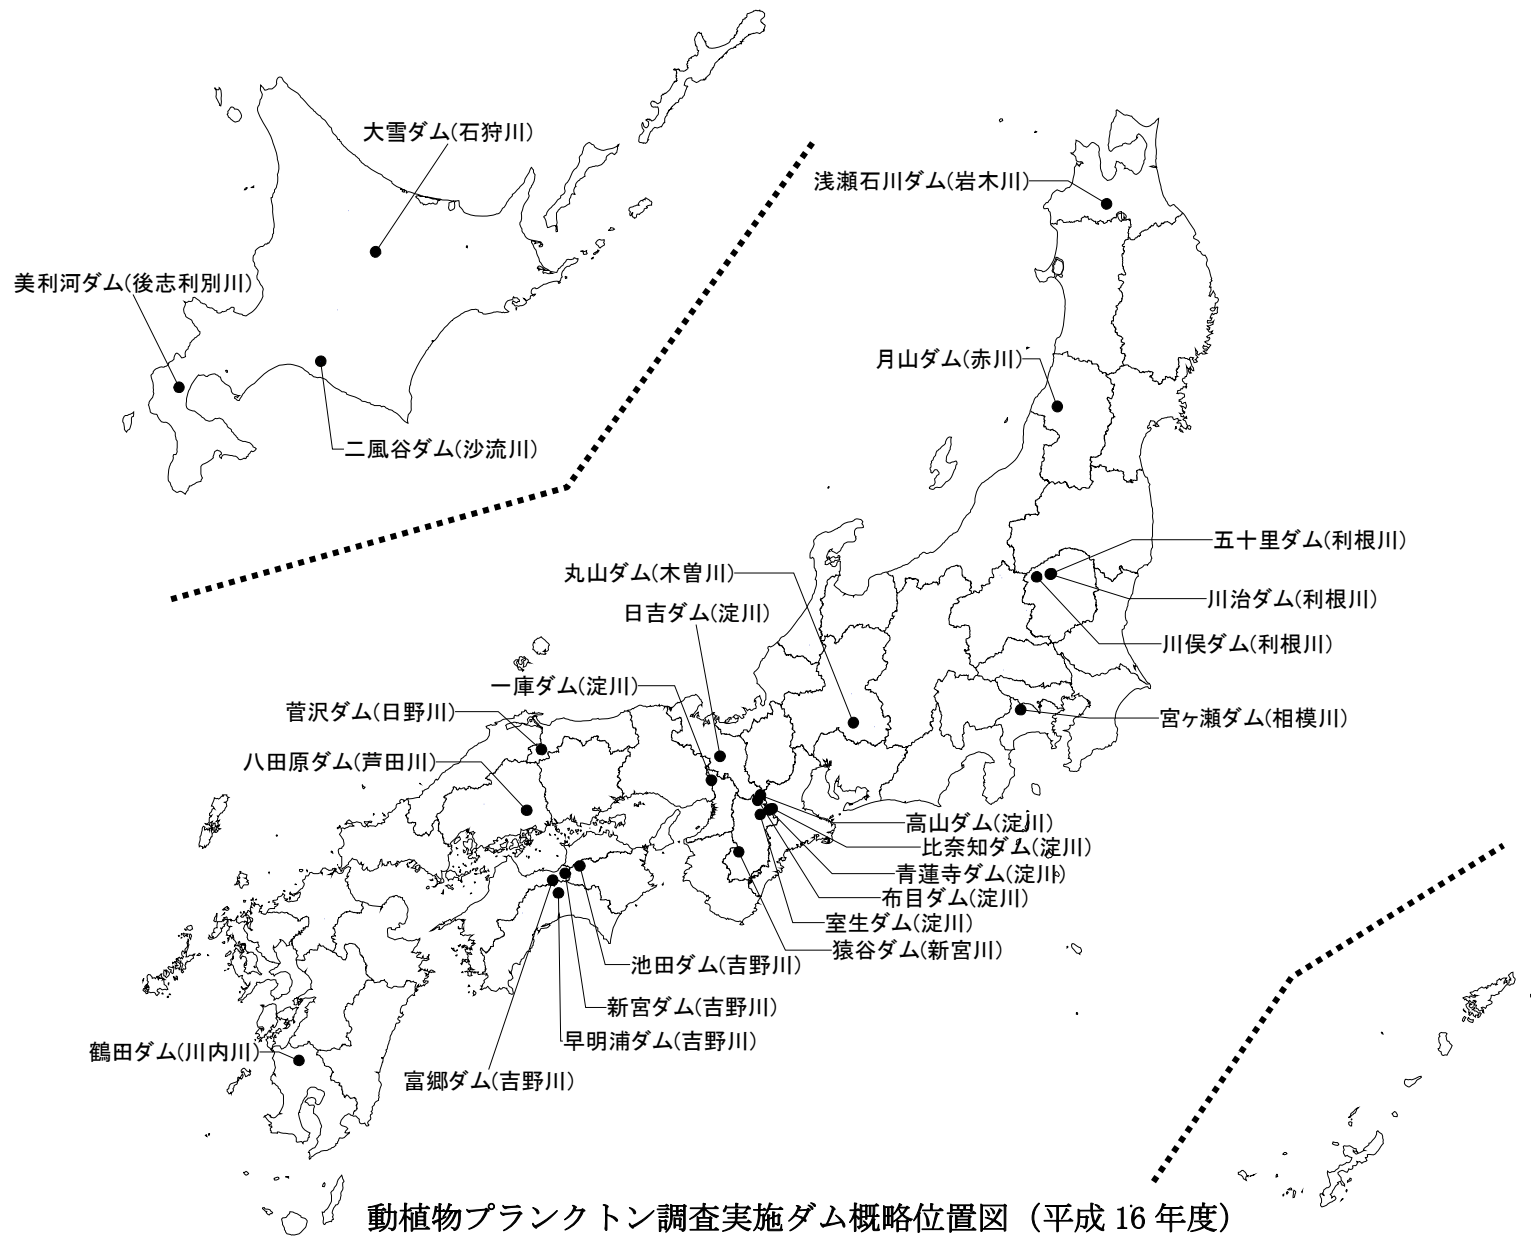 大雪ダム(石狩川)
浅瀬石川ダム(岩木川)
美利河ダム(後志利別川)
月山ダム(赤川)
二風谷ダム(沙流川)
五十里ダム(利根川)
丸山ダム(木曽川)
川治ダム(利根川)
日吉ダム(淀川)
川俣ダム(利根川)
一庫ダム(淀川)
菅沢ダム(日野川)
宮ヶ瀬ダム(相模川)
八田原ダム(芦田川)
高山ダム(淀川)
比奈知ダム(淀川)
青蓮寺ダム(淀川)
布目ダム(淀川)
室生ダム(淀川)
猿谷ダム(新宮川)
池田ダム(吉野川)
新宮ダム(吉野川)
早明浦ダム(吉野川)
鶴田ダム(川内川)
富郷ダム(吉野川)
動植物プランクトン調査実施ダム概略位置図（平成 16 年度）